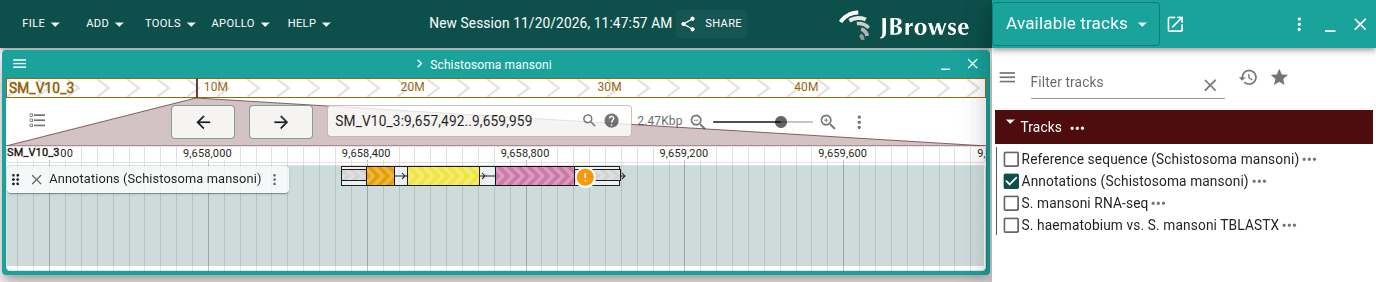 FILE ADD TOOLS APOLLO HELP New Session 11/20/2026, 11:47:57 AM SHARE JBrowse
Available tracks
Schistosoma mansoni
SM_V10_3 10M 20M 30M 40M
Filter tracks
SM_V10_3:9,657,492..9,659,959 2.47Kbp
Tracks
SM_V10_3 00 9,658,000 9,658,400 9,658,800 9,659,200 9,659,600 9,
Annotations (Schistosoma mansoni)
Reference sequence (Schistosoma mansoni)
Annotations (Schistosoma mansoni)
S. mansoni RNA-seq
S. haematobium vs. S. mansoni TBLASTX